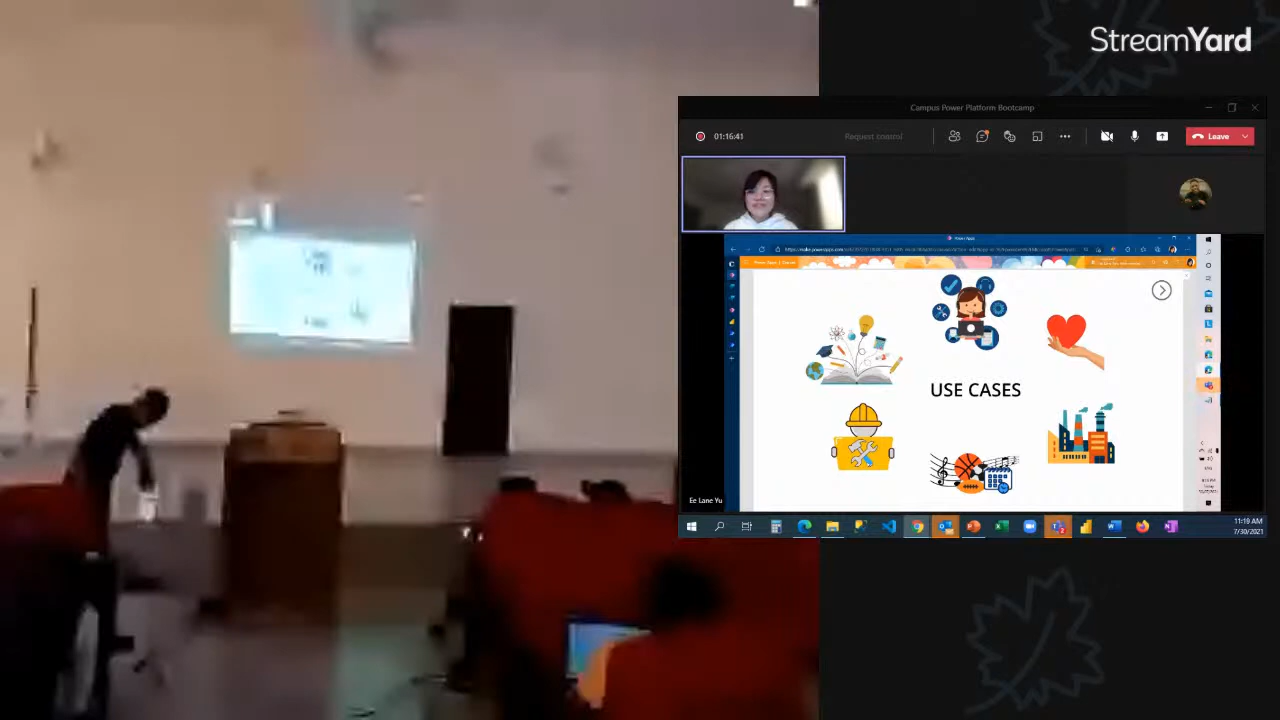 StreamYard
Campus Power Platform Bootcamp
01:16:41
Request control
Leave
USE CASES
Ee Lane Yu
11:19 AM
7/30/2021